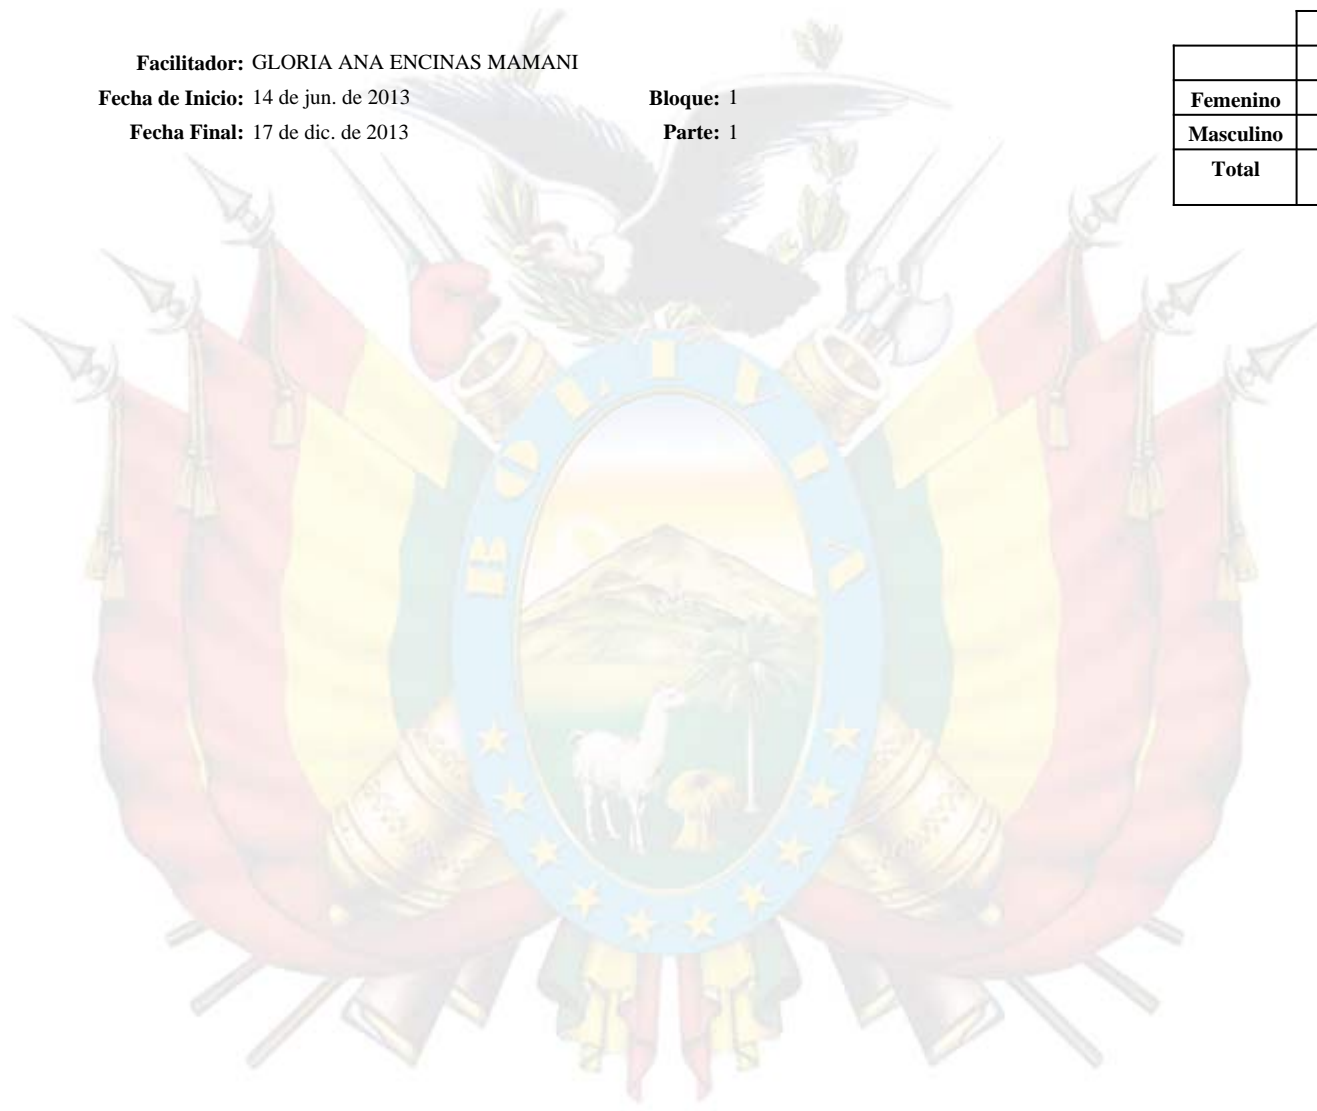 Facilitador: GLORIA ANA ENCINAS MAMANI
Fecha de Inicio: 14 de jun. de 2013 Bloque: 1
Fecha Final: 17 de dic. de 2013 Parte: 1
Femenino
Masculino
Total
BOLIVIA